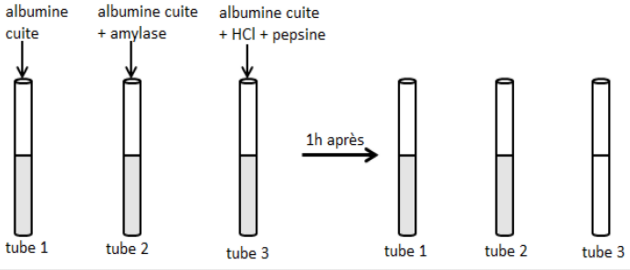 albumine
cuite
albumine cuite
+ amylase
albumine cuite
+ HCl + pepsine
1h après
tube 1
tube 2
tube 3
tube 1
tube 2
tube 3